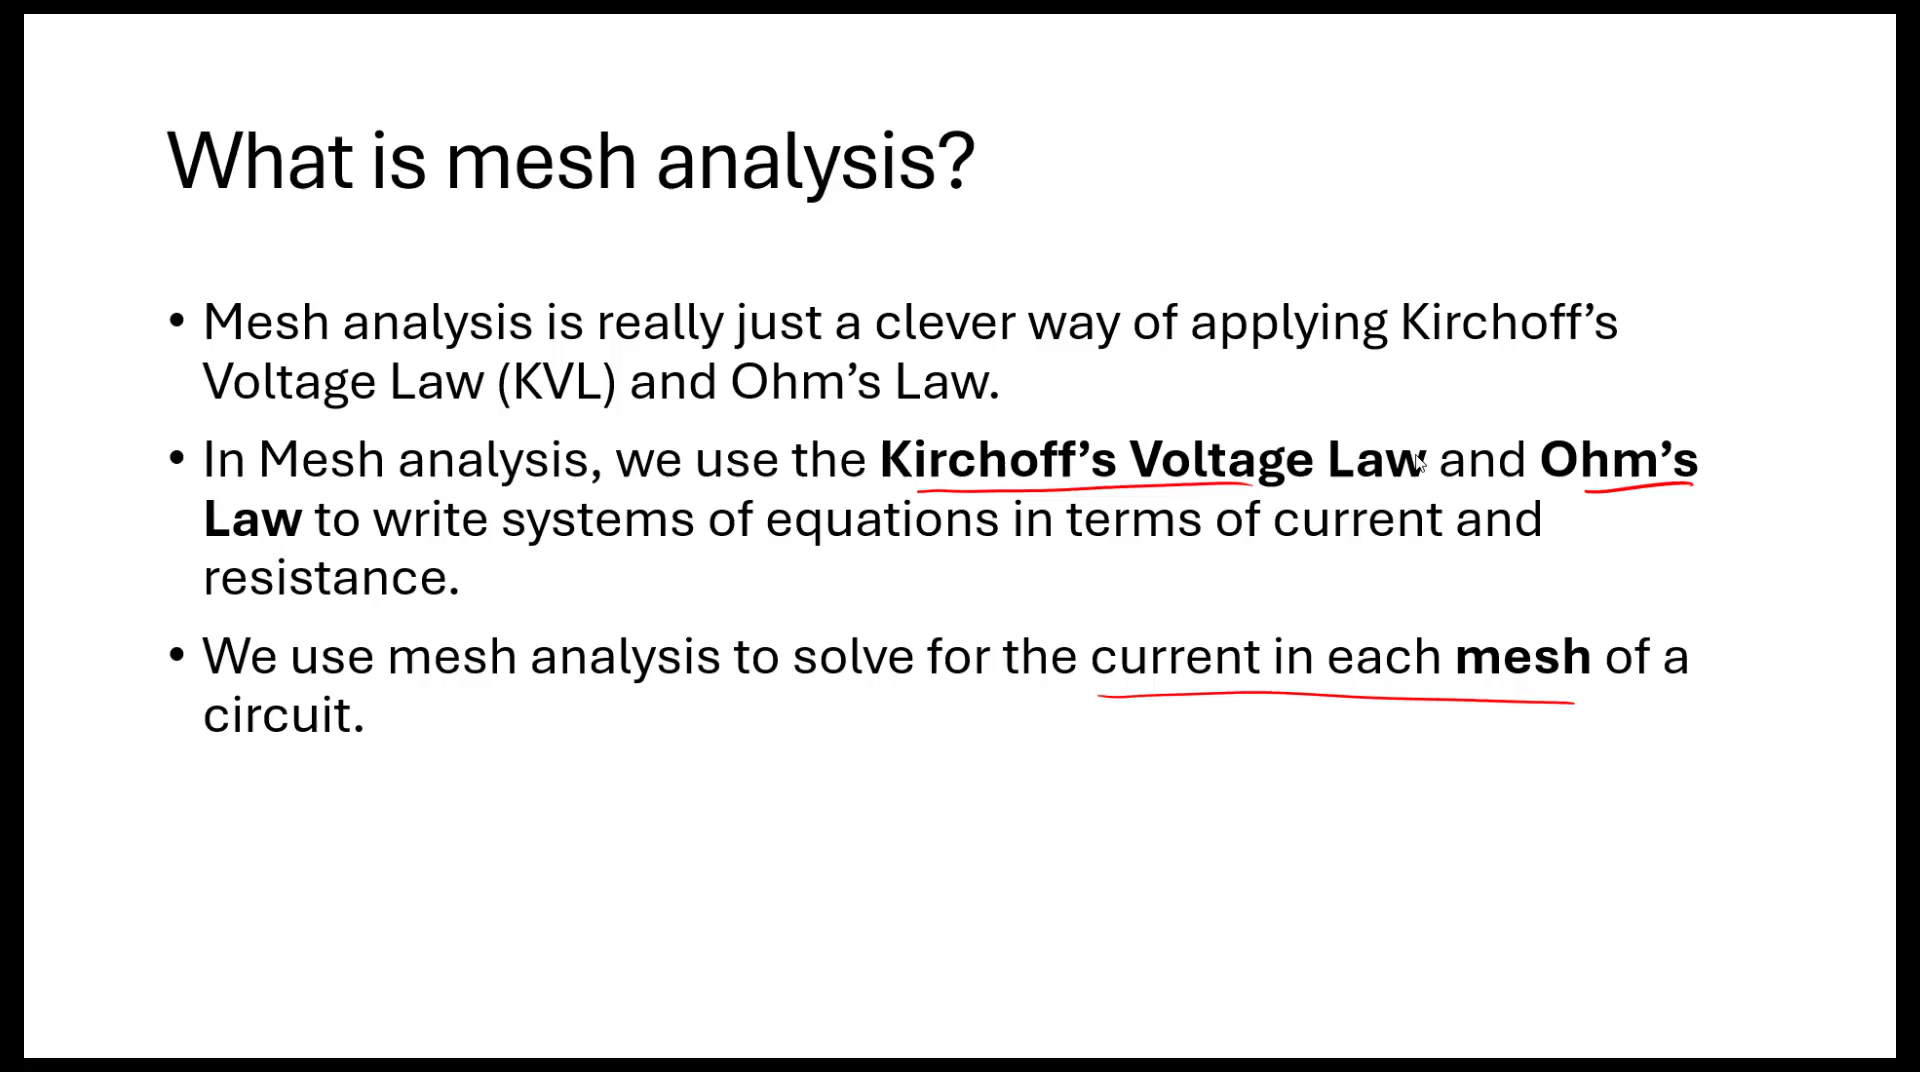 What is mesh analysis?
• Mesh analysis is really just a clever way of applying Kirchoff’s
Voltage Law (KVL) and Ohm’s Law.
• In Mesh analysis, we use the Kirchoff’s Voltage Law and Ohm’s
Law to write systems of equations in terms of current and
resistance.
• We use mesh analysis to solve for the current in each mesh of a
circuit.